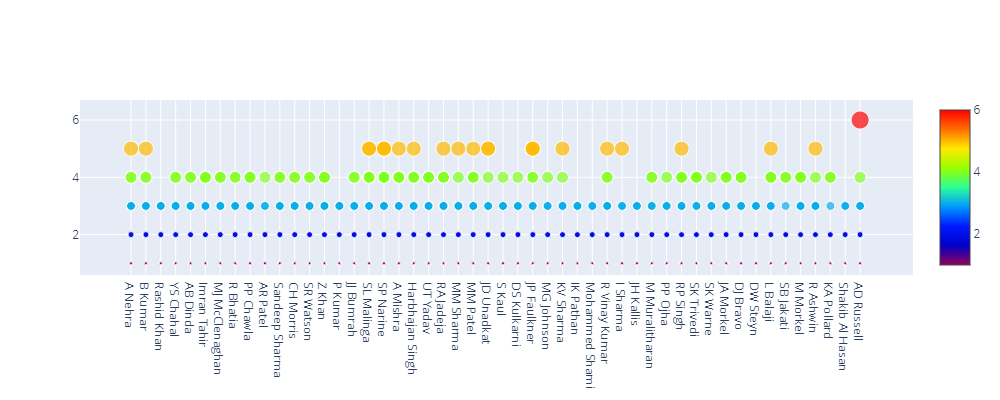 6
4
2
A Nehra
B Kumar
Rashid Khan
YS Chahal
AB Dinda
Imran Tahir
MJ McClenaghan
R Bhatia
PP Chawla
AR Patel
Sandeep Sharma
CH Morris
SR Watson
Z Khan
P Kumar
JJ Bumrah
SL Malinga
SP Narine
A Mishra
Harbhajan Singh
UT Yadav
RA Jadeja
MM Sharma
MM Patel
JD Unadkat
S Kaul
DS Kulkarni
JP Faulkner
MG Johnson
KV Sharma
IK Pathan
Mohammed Shami
R Vinay Kumar
I Sharma
JH Kallis
M Muralitharan
PP Ojha
RP Singh
SK Trivedi
SK Warne
JA Morkel
DJ Bravo
DW Steyn
L Balaji
SB Jakati
M Morkel
R Ashwin
KA Pollard
Shakib Al Hasan
AD Russell
6
4
2